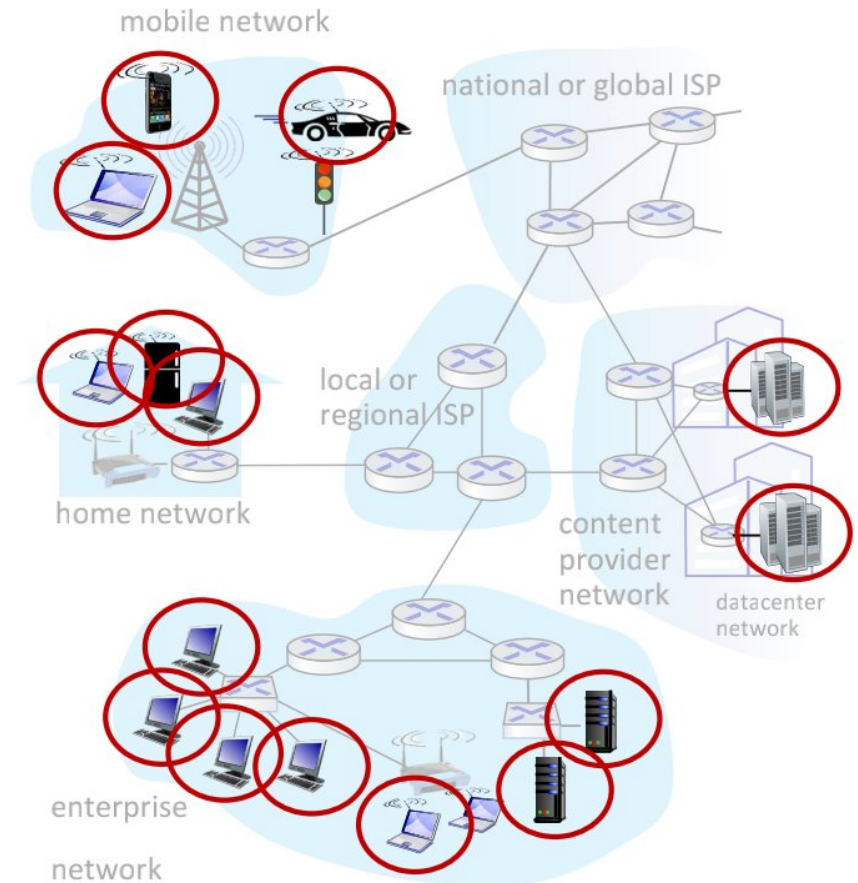 mobile network
national or global ISP
local or
regional ISP
home network
content
provider
network
datacenter
network
enterprise
network